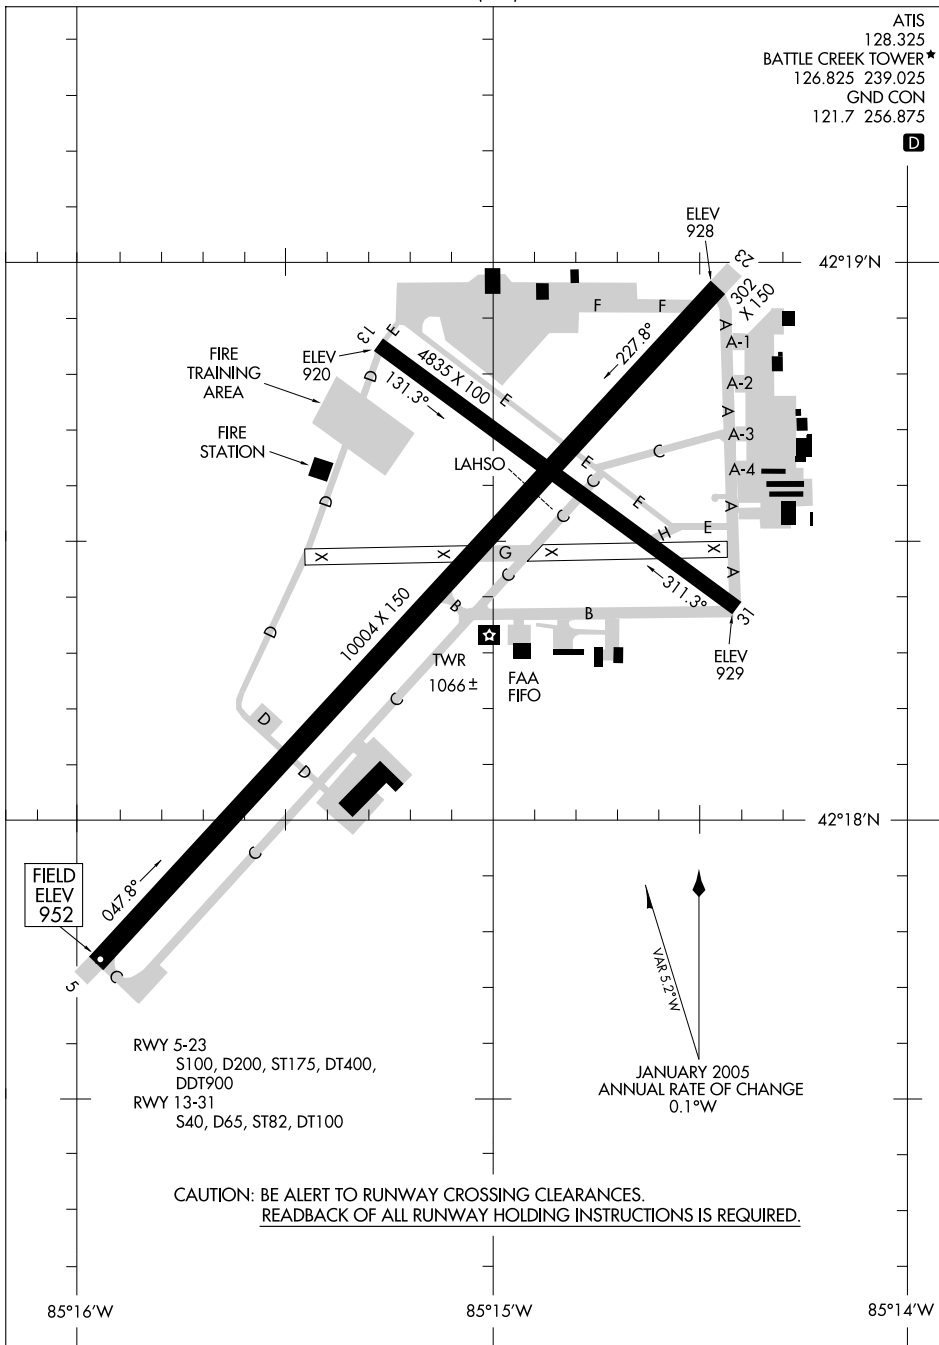 ATIS
128.325
BATTLE CREEK TOWER★
126.825 239.025
GND CON
121.7 256.875
D
ELEV
928
23
42°19'N
302
X 150
F F
A
A-1
13
E
227.8°
FIRE
TRAINING
AREA
ELEV
920
4835 X 100
131.3°
D
E
A-2
A
FIRE
STATION
C
A-3
LAHSO
E
C
A-4
D
C
E
H
E
A
X
X
G
X
X
C
A
311.3°
B
B
31
10004 X 150
D
TWR
1066±
FAA
FIFO
ELEV
929
C
D
D
42°18'N
C
FIELD
ELEV
952
047.8°
C
5
VAR 5.2°W
RWY 5-23
S100, D200, ST175, DT400,
DDT900
RWY 13-31
S40, D65, ST82, DT100
JANUARY 2005
ANNUAL RATE OF CHANGE
0.1°W
CAUTION: BE ALERT TO RUNWAY CROSSING CLEARANCES.
READBACK OF ALL RUNWAY HOLDING INSTRUCTIONS IS REQUIRED.
85°16'W
85°15'W
85°14'W